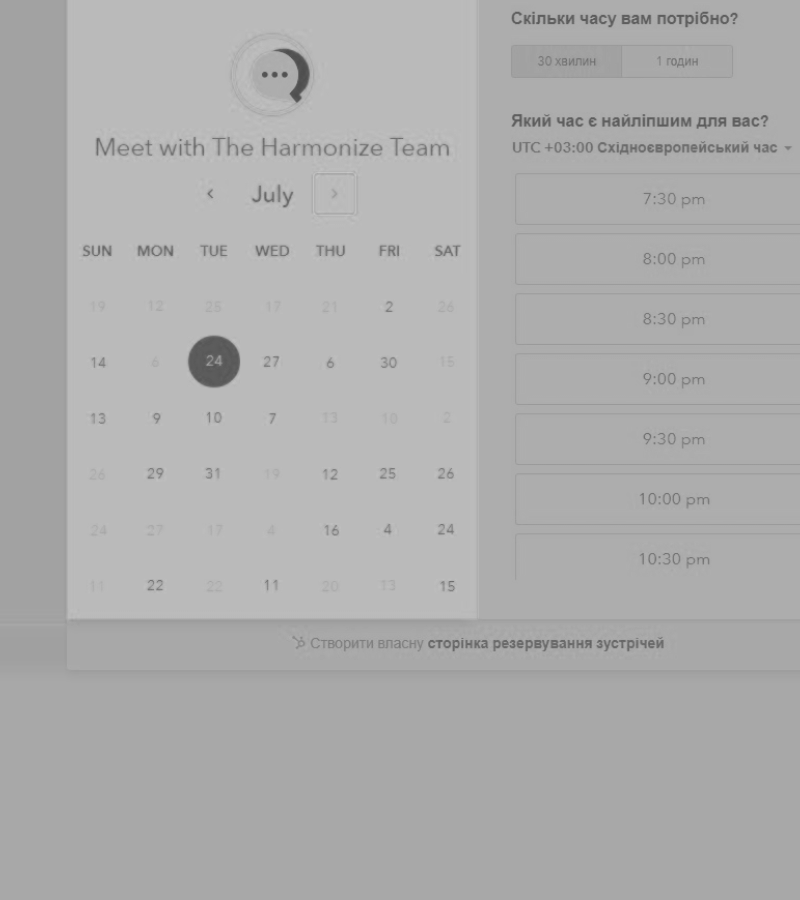 Meet with The Harmonize Team
July
SUN MON TUE WED THU FRI SAT
19 12 25 17 21 2 26
14 6 24 27 6 30 15
13 9 10 7 13 10 2
26 29 31 19 12 25 26
24 27 17 4 16 4 24
11 22 22 11 20 13 15
Скільки часу вам потрібно?
30 хвилин 1 годин
Який час є найліпшим для вас?
UTC +03:00 Східноєвропейський час
7:30 pm
8:00 pm
8:30 pm
9:00 pm
9:30 pm
10:00 pm
10:30 pm
Створити власну сторінка резервування зустрічей